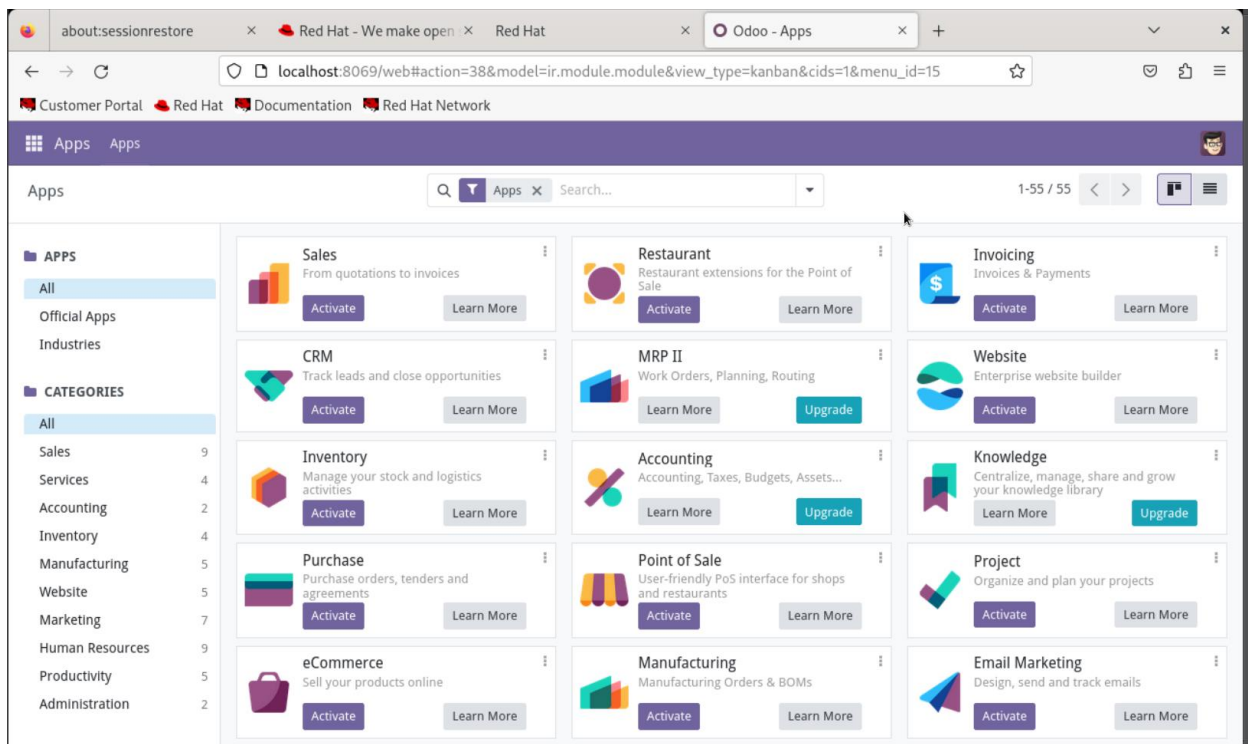 about:sessionrestore
Red Hat - We make open
Red Hat
Odoo - Apps
localhost:8069/web#action=38&model=ir.module.module&view_type=kanban&cids=1&menu_id=15
Customer Portal Red Hat Documentation Red Hat Network
Apps Apps
Apps
Apps Search...
1-55 / 55
APPS
All
Official Apps
Industries
CATEGORIES
All
Sales 9
Services 4
Accounting 2
Inventory 4
Manufacturing 5
Website 5
Marketing 7
Human Resources 9
Productivity 5
Administration 2
Sales
From quotations to invoices
Activate Learn More
Restaurant
Restaurant extensions for the Point of
Sale
Activate Learn More
Invoicing
Invoices & Payments
Activate Learn More
CRM
Track leads and close opportunities
Activate Learn More
MRP II
Work Orders, Planning, Routing
Learn More Upgrade
Website
Enterprise website builder
Activate Learn More
Inventory
Manage your stock and logistics
activities
Activate Learn More
Accounting
Accounting, Taxes, Budgets, Assets...
Learn More Upgrade
Knowledge
Centralize, manage, share and grow
your knowledge library
Learn More Upgrade
Purchase
Purchase orders, tenders and
agreements
Activate Learn More
Point of Sale
User-friendly PoS interface for shops
and restaurants
Activate Learn More
Project
Organize and plan your projects
Activate Learn More
eCommerce
Sell your products online
Activate Learn More
Manufacturing
Manufacturing Orders & BOMs
Activate Learn More
Email Marketing
Design, send and track emails
Activate Learn More